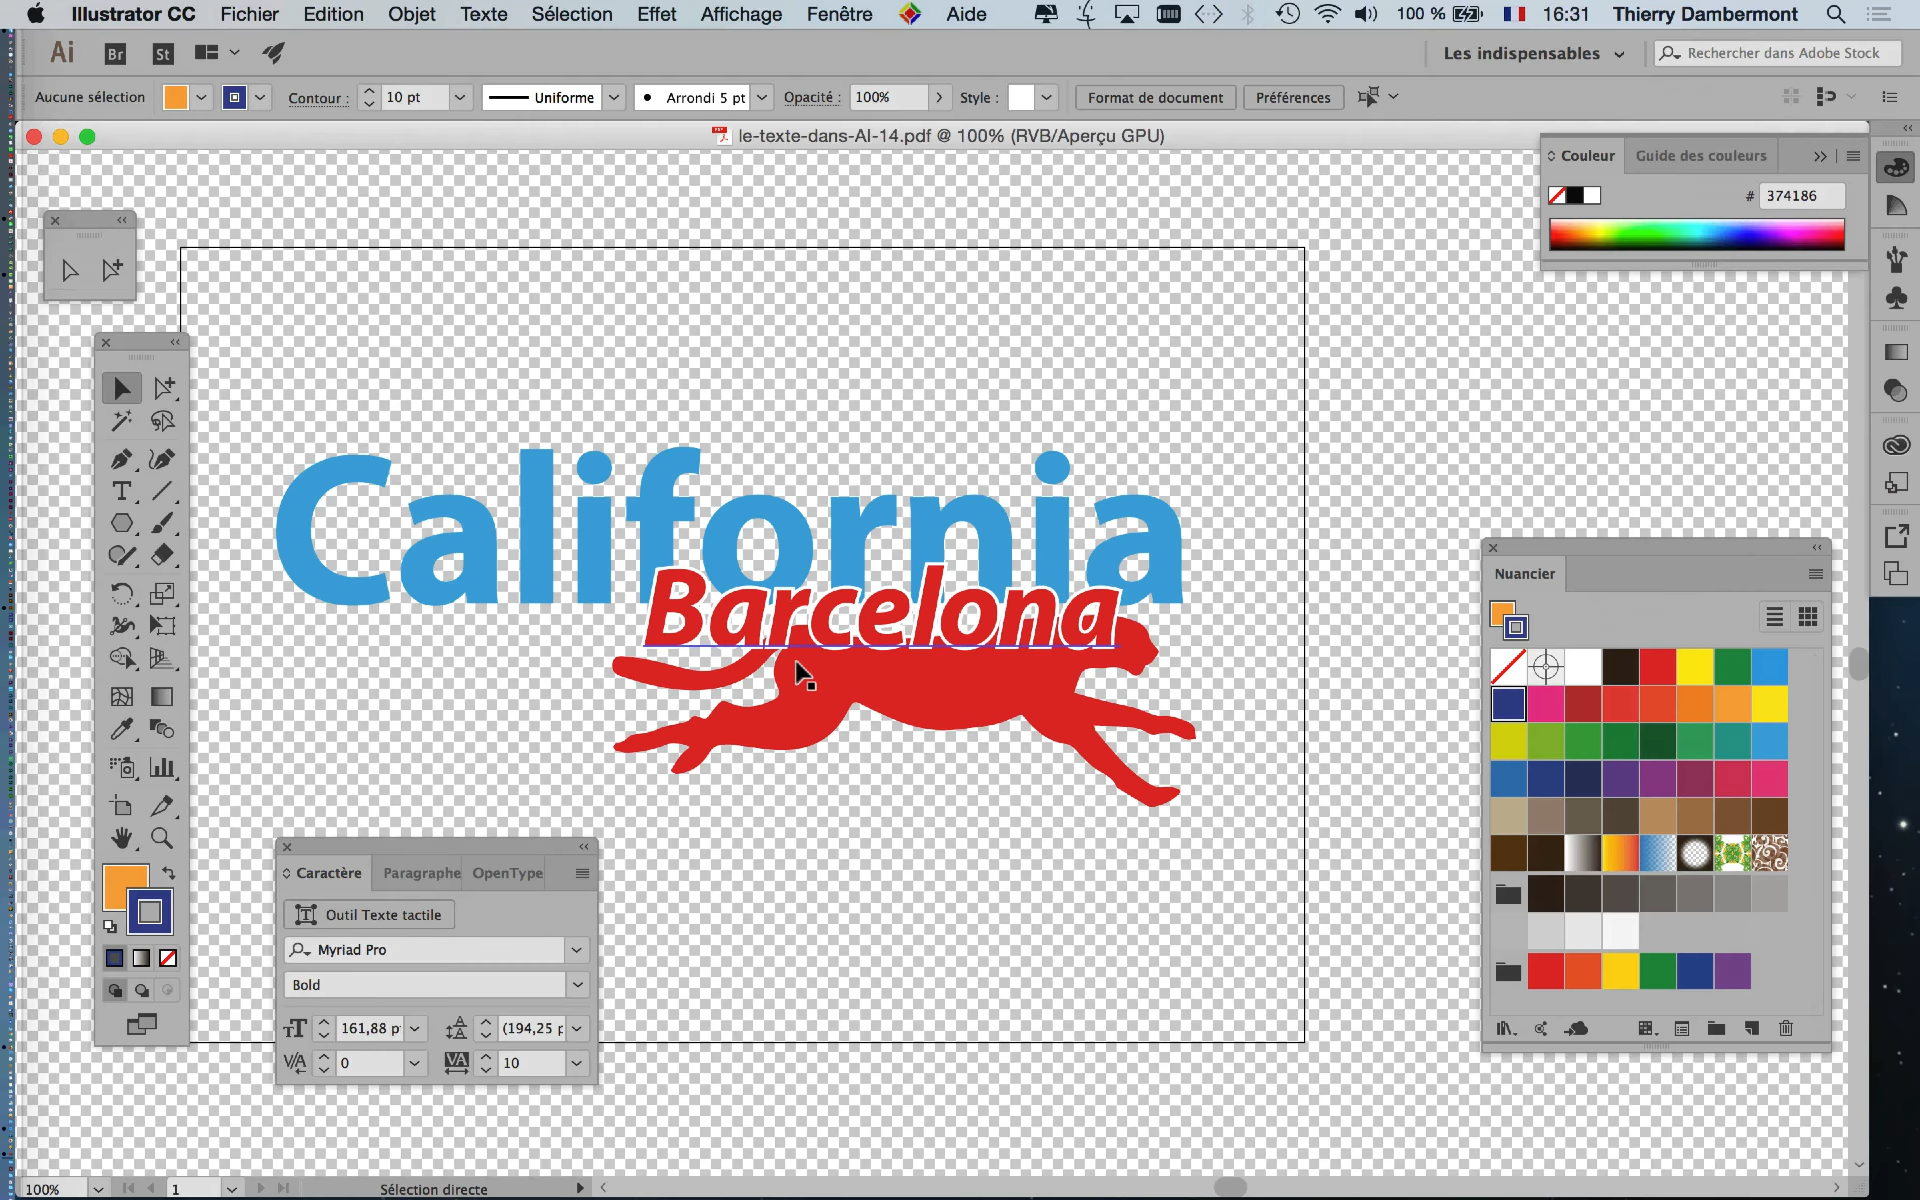 Illustrator CC Fichier Edition Objet Texte Sélection Effet Affichage Fenêtre Aide 100 % 16:31 Thierry Dambermont
Ai Br St Les indispensables Rechercher dans Adobe Stock
Aucune sélection Contour : 10 pt Uniforme Arrondi 5 pt Opacité : 100% Style : Format de document Préférences
le-texte-dans-AI-14.pdf @ 100% (RVB/Aperçu GPU)
Couleur Guide des couleurs
# 374186
California
Barcelona
Nuancier
Caractère Paragraphe OpenType
Outil Texte tactile
Myriad Pro
Bold
161,88 p (194,25 p
0 10
100% 1 Sélection directe